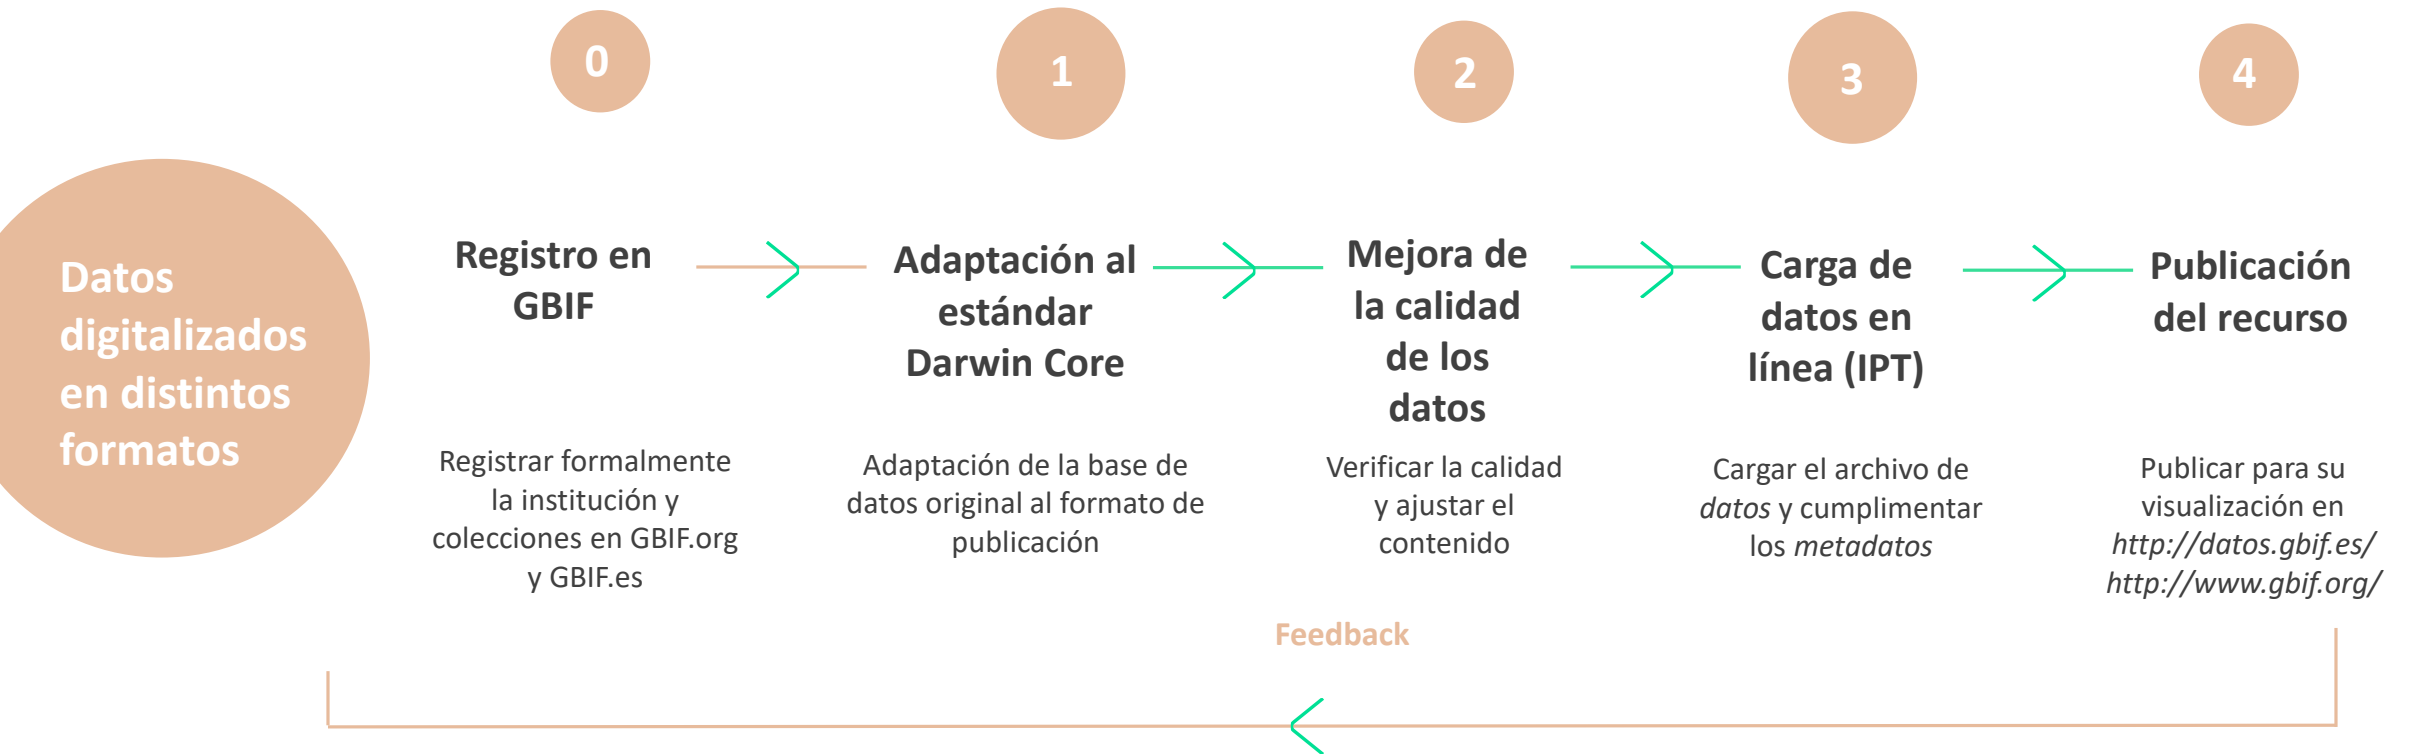 Datos
digitalizados
en distintos
formatos
0
Registro en
GBIF
Registrar formalmente
la institución y
colecciones en GBIF.org
y GBIF.es
1
Adaptación al
estándar
Darwin Core
Adaptación de la base de
datos original al formato de
publicación
2
Mejora de
la calidad
de los
datos
Verificar la calidad
y ajustar el
contenido
3
Carga de
datos en
línea (IPT)
Cargar el archivo de
datos y cumplimentar
los metadatos
4
Publicación
del recurso
Publicar para su
visualización en
http://datos.gbif.es/
http://www.gbif.org/
Feedback